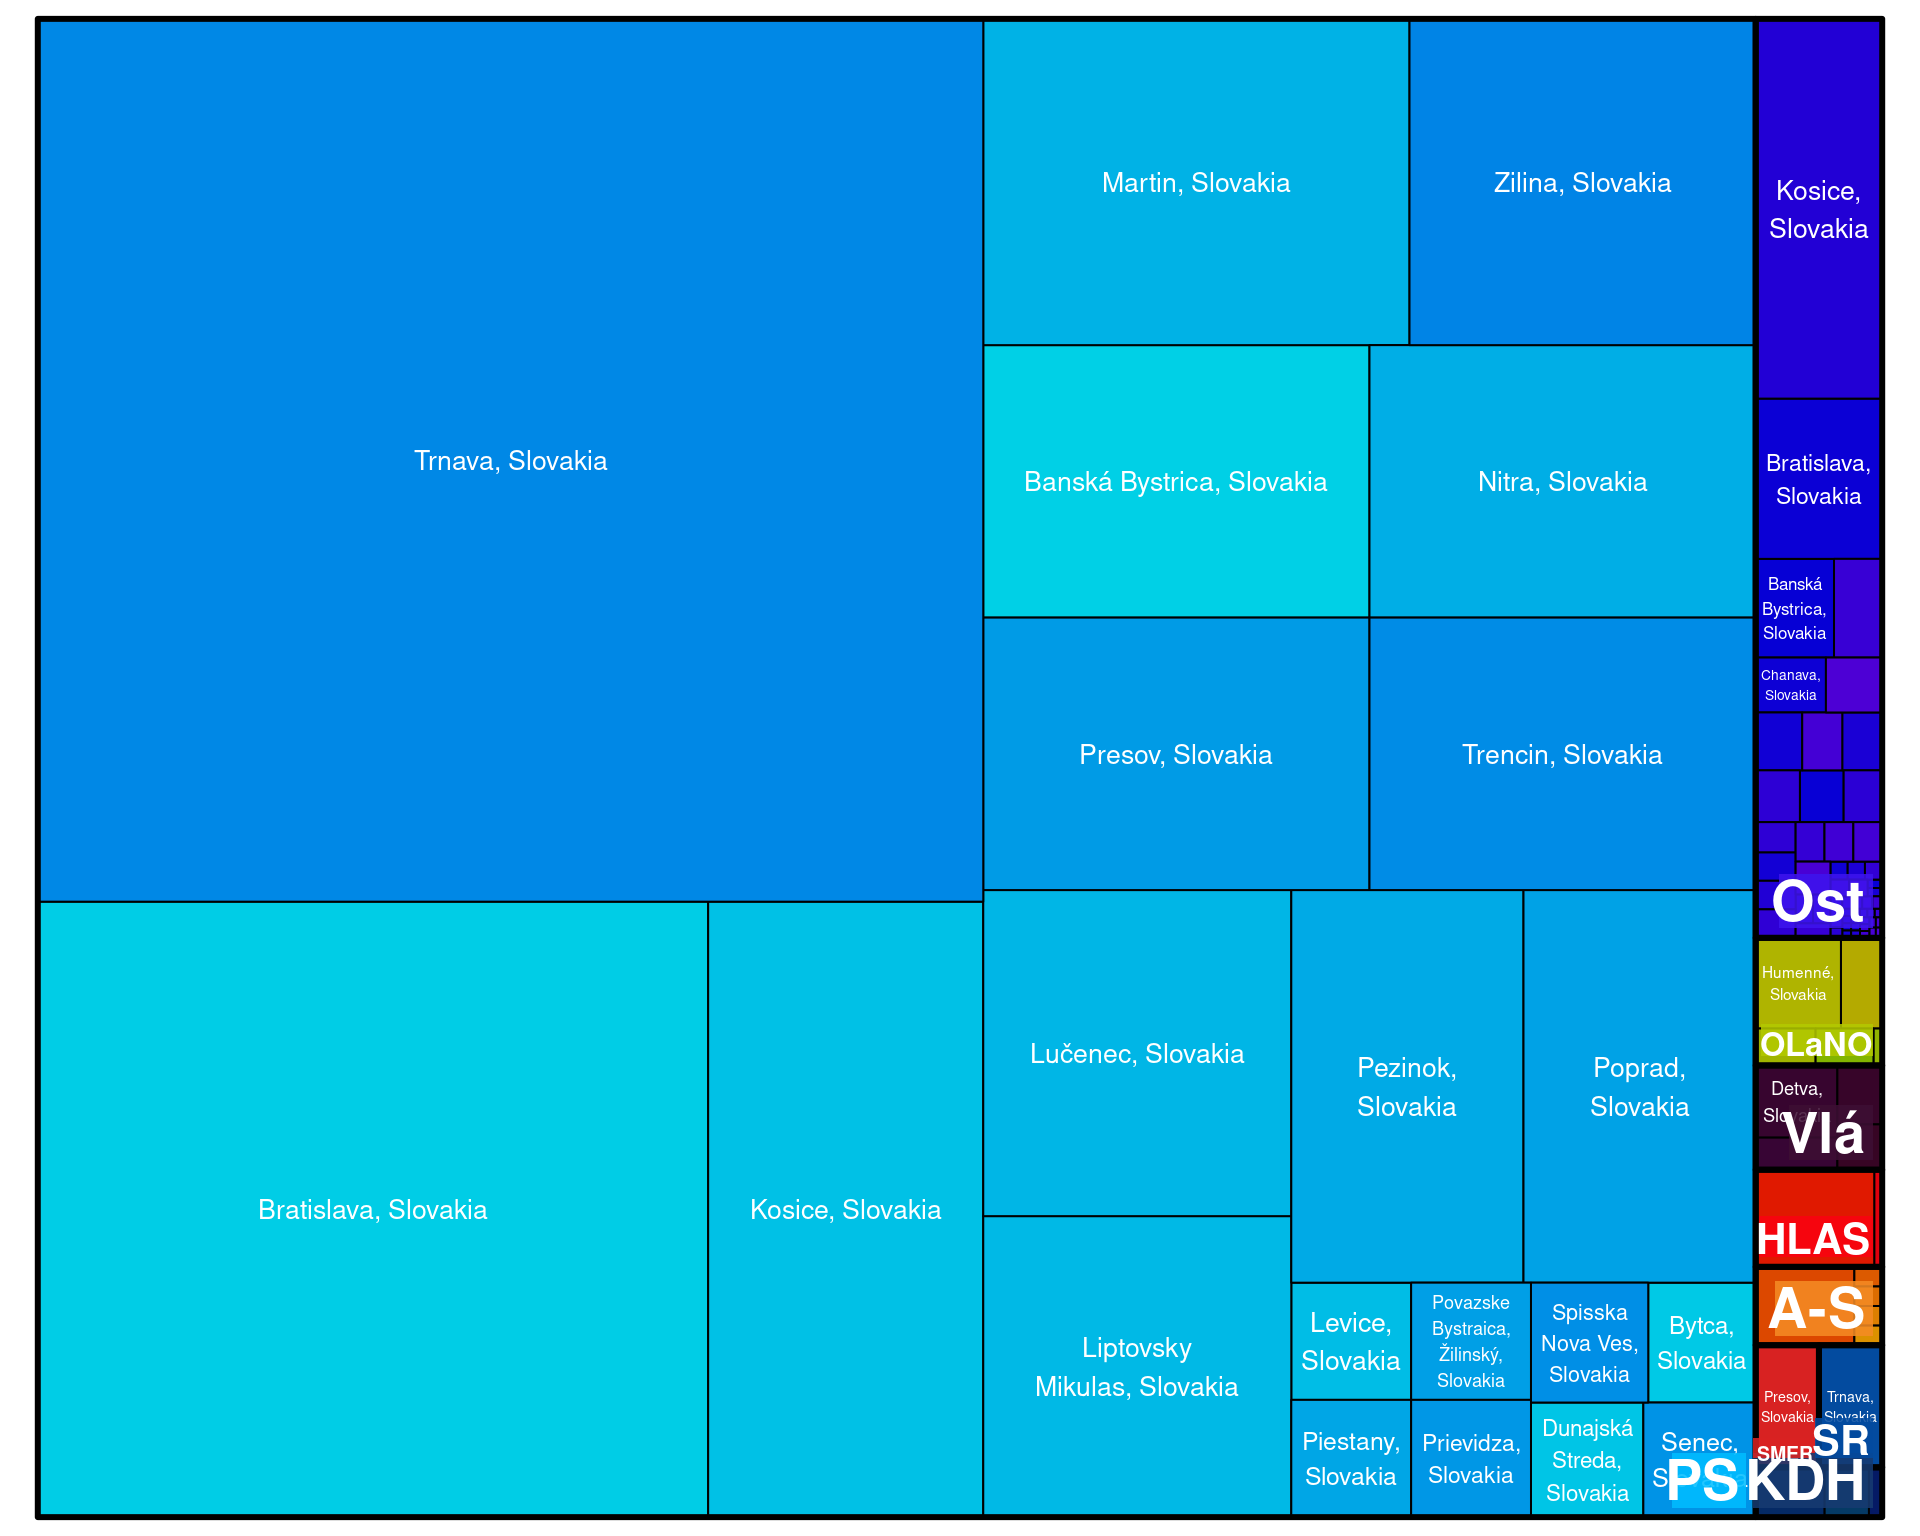 Trnava, Slovakia
Bratislava, Slovakia
Kosice, Slovakia
Martin, Slovakia
Zilina, Slovakia
Banská Bystrica, Slovakia
Nitra, Slovakia
Presov, Slovakia
Trencin, Slovakia
Lučenec, Slovakia
Liptovsky
Mikulas, Slovakia
Pezinok,
Slovakia
Poprad,
Slovakia
Levice,
Slovakia
Povazske
Bystraica,
Žilinský,
Slovakia
Spisska
Nova Ves,
Slovakia
Bytca,
Slovakia
Piestany,
Slovakia
Prievidza,
Slovakia
Dunajská
Streda,
Slovakia
Senec,
PS
Kosice,
Slovakia
Bratislava,
Slovakia
Banská
Bystrica,
Slovakia
Chanava,
Slovakia
Ost
Humenné,
Slovakia
OLaNO
Detva,
Vlá
HLAS
A-S
Presov,
Slovakia
SMER
Trnava,
Slovakia
SR
KDH